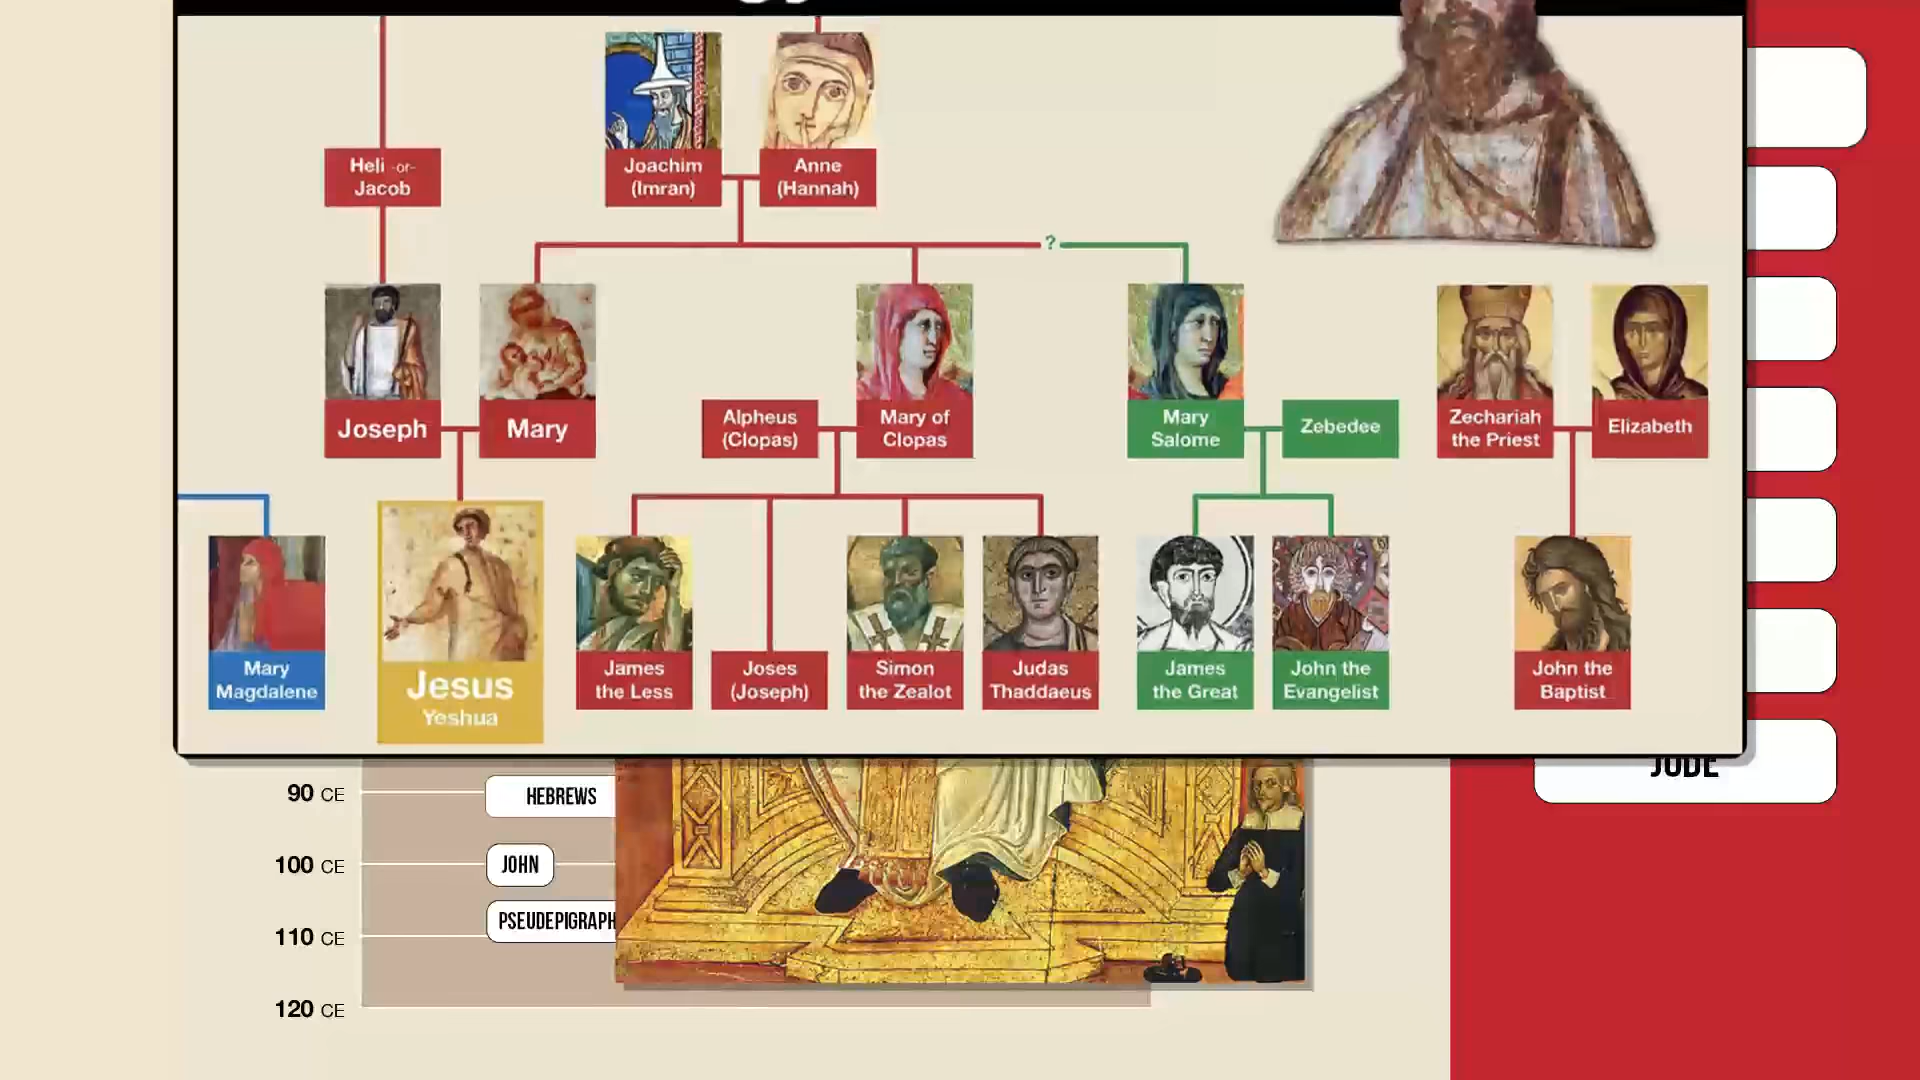 Heli -or-
Jacob
Joachim
(Imran)
Anne
(Hannah)
?
Joseph
Mary
Alpheus
(Clopas)
Mary of
Clopas
Mary
Salome
Zebedee
Zechariah
the Priest
Elizabeth
Mary
Magdalene
Jesus
Yeshua
James
the Less
Joses
(Joseph)
Simon
the Zealot
Judas
Thaddaeus
James
the Great
John the
Evangelist
John the
Baptist
JUDE
90 CE
HEBREWS
100 CE
JOHN
PSEUDEPIGRAPH
110 CE
120 CE